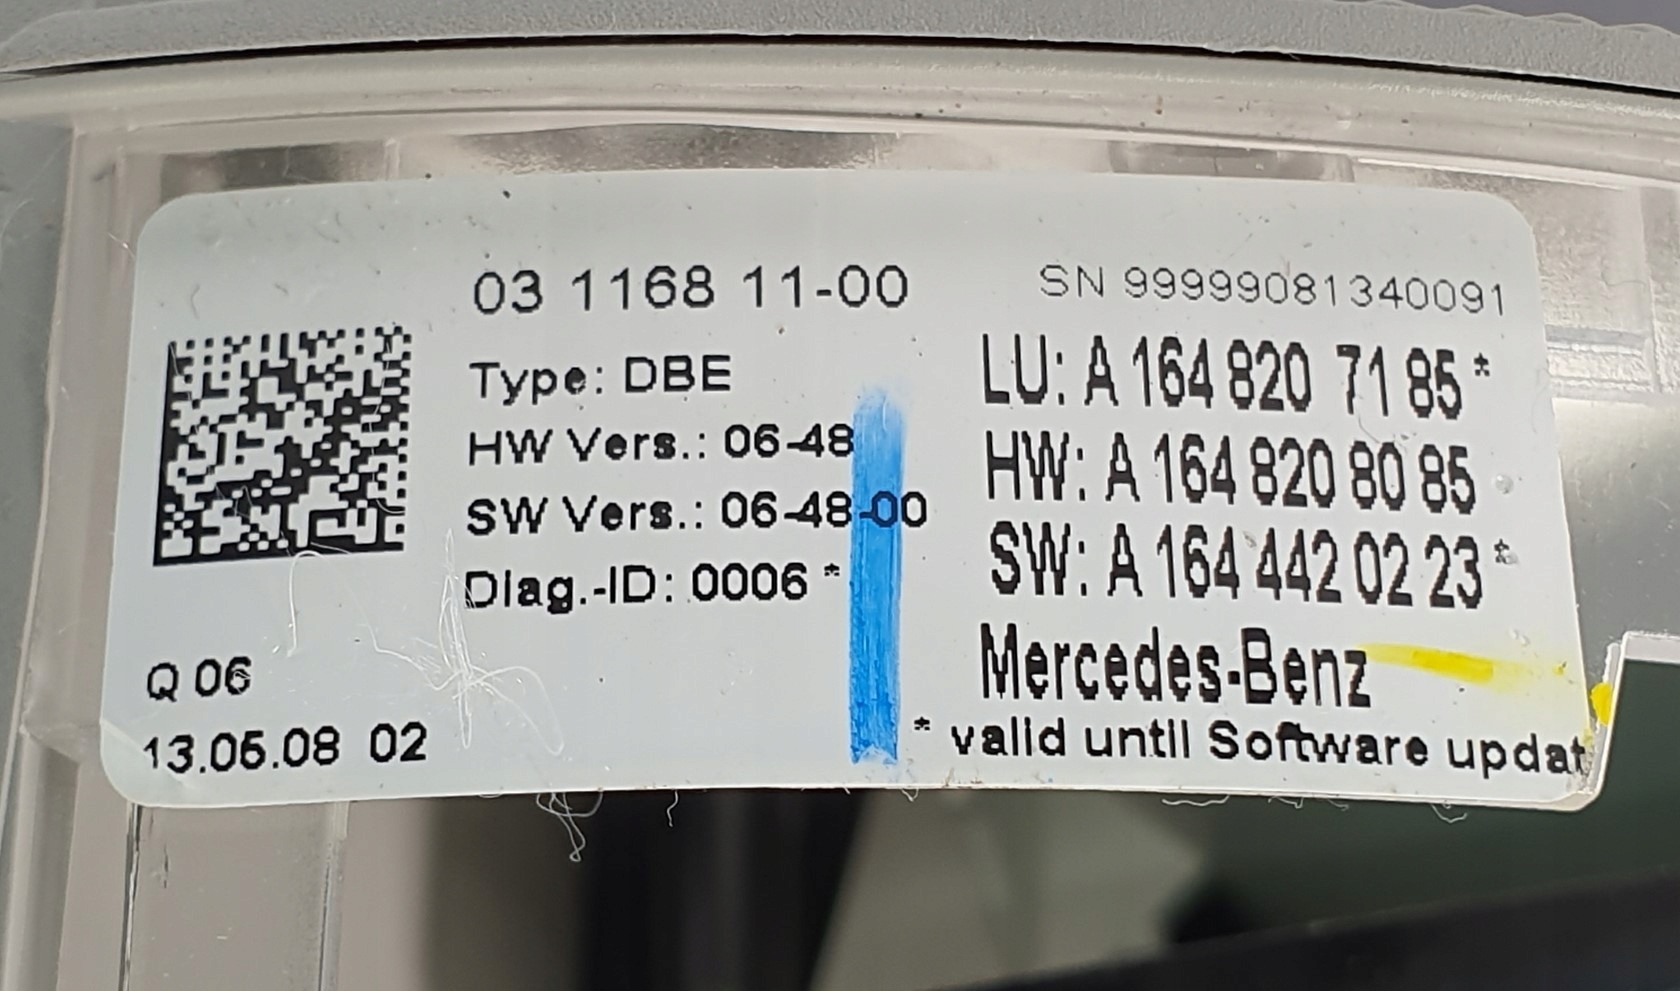 03 1168 11-00
SN 99999081340091
Type: DBE
HW Vers.: 06-48
SW Vers.: 06-48-00
Diag.-ID: 0006 *
LU: A 164 820 71 85 *
HW: A 164 820 80 85
SW: A 164 442 02 23 *
Mercedes-Benz
* valid until Software updat
Q 06
13.05.08 02